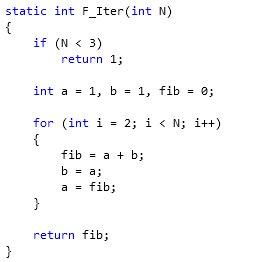 static int F_Iter(int N)
{
    if (N < 3)
        return 1;

    int a = 1, b = 1, fib = 0;

    for (int i = 2; i < N; i++)
    {
        fib = a + b;
        b = a;
        a = fib;
    }

    return fib;
}